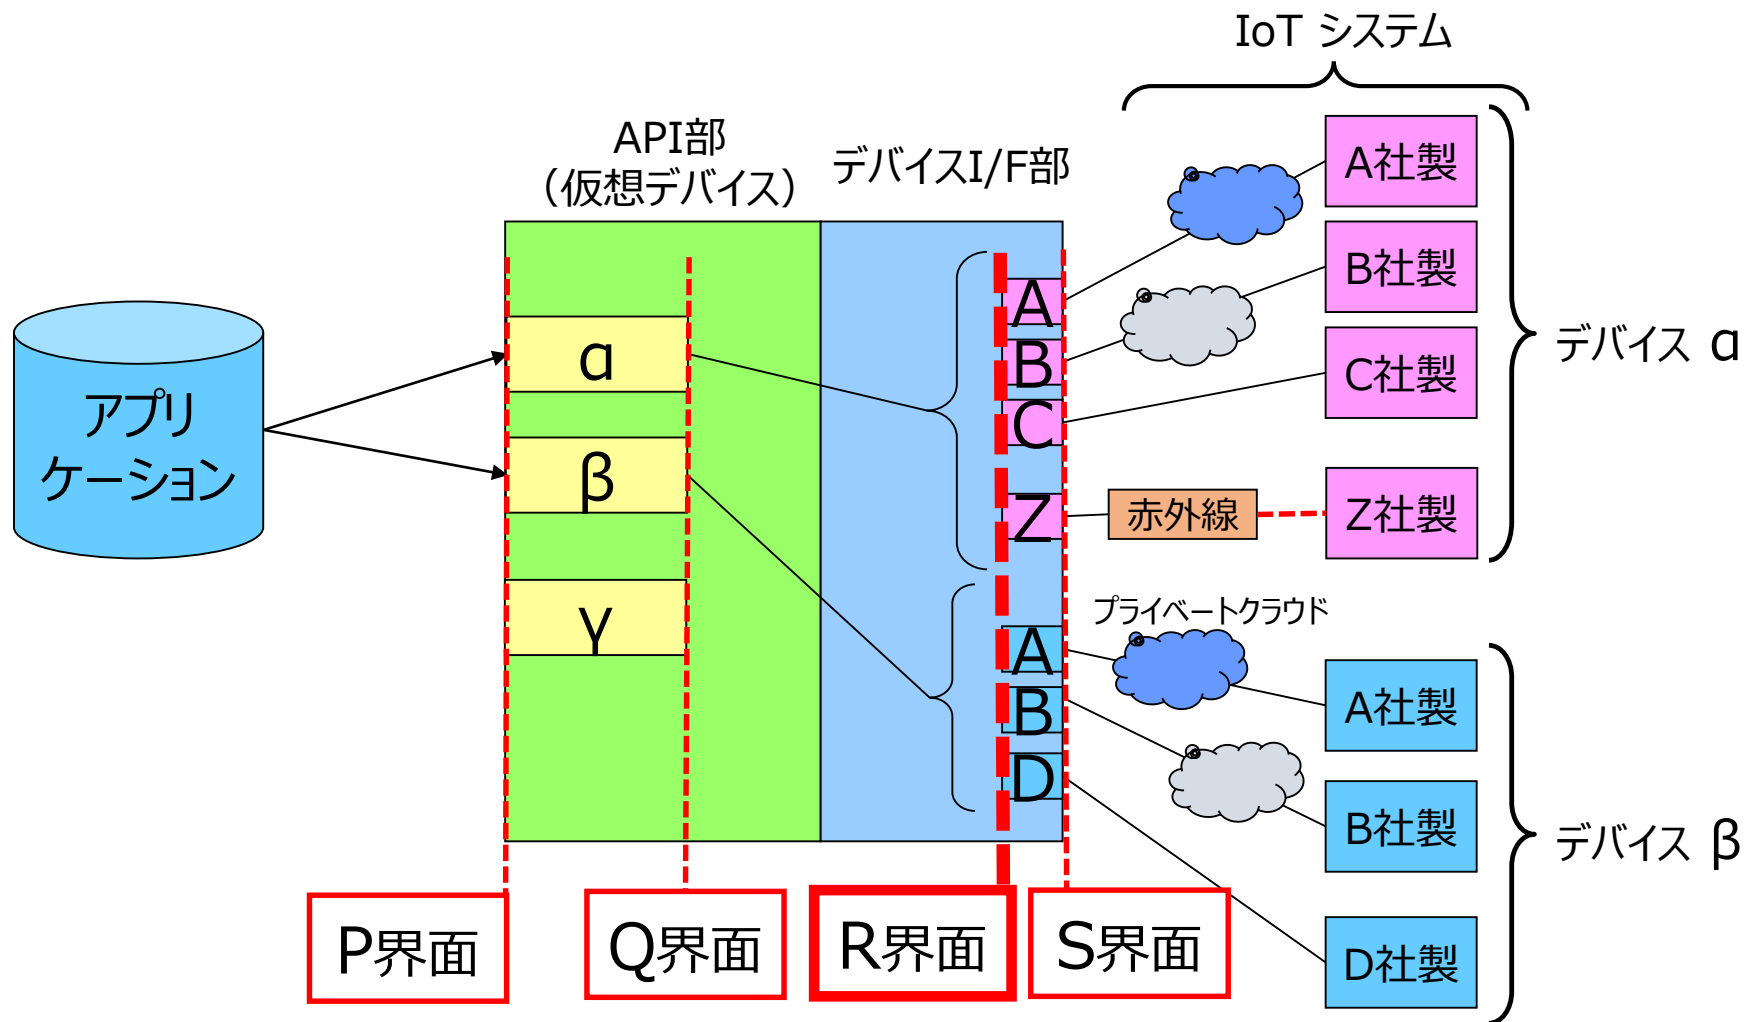 IoT システム
API部
（仮想デバイス）
デバイスI/F部
アプリ
ケーション
α
β
γ
A
B
C
Z
A
B
D
赤外線
プライベートクラウド
A社製
B社製
C社製
Z社製
デバイス α
A社製
B社製
D社製
デバイス β
P界面
Q界面
R界面
S界面